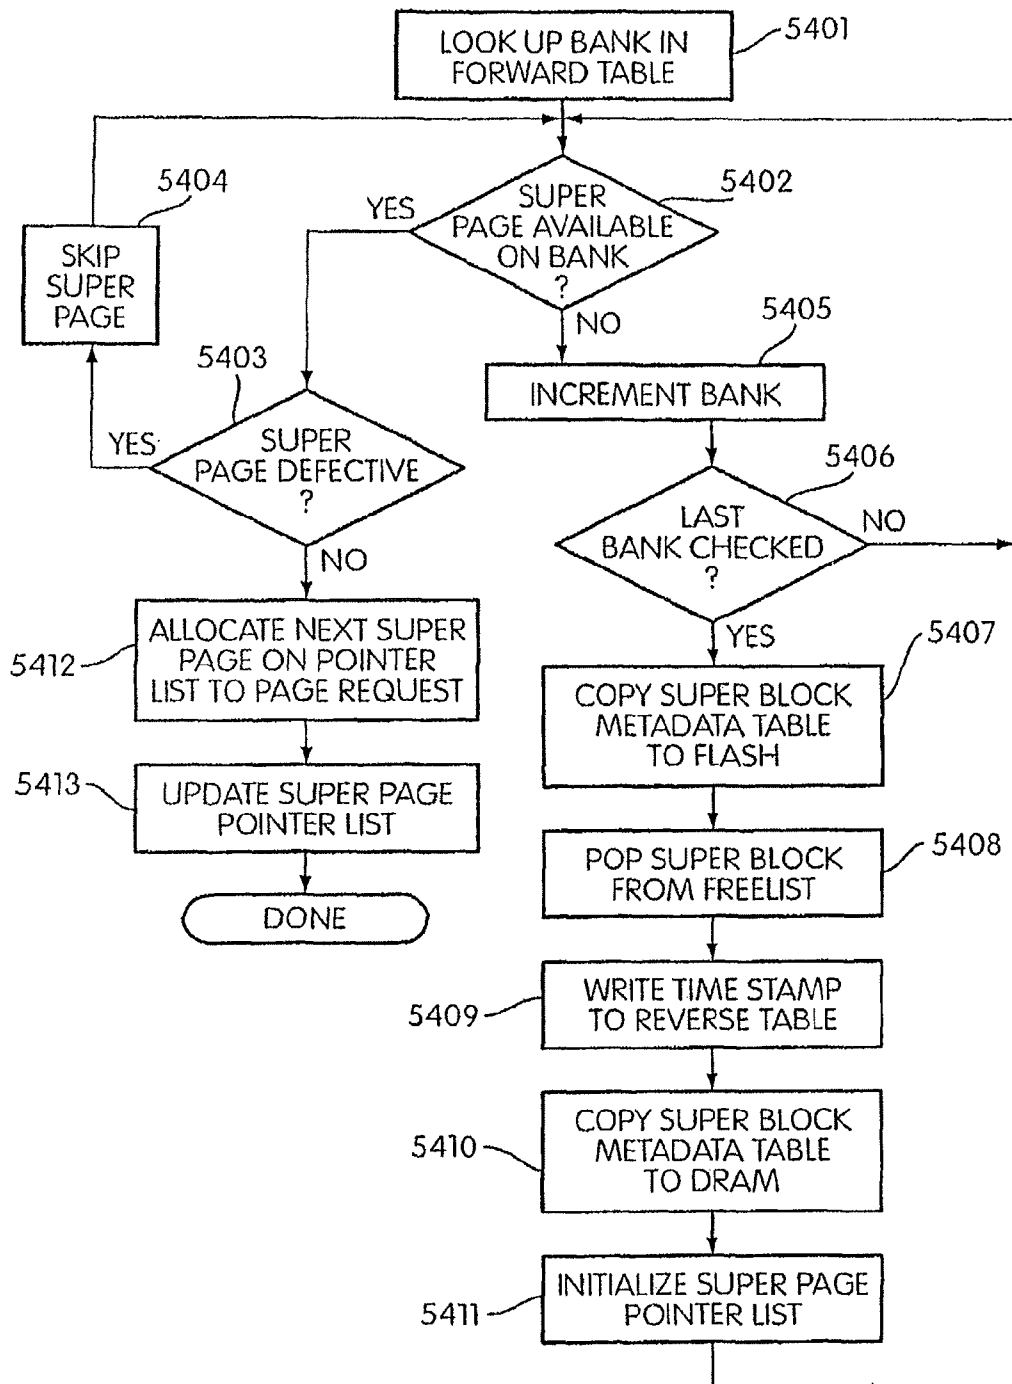 LOOK UP BANK IN
FORWARD TABLE
5401
5404
SKIP
SUPER
PAGE
YES
SUPER
PAGE AVAILABLE
ON BANK
?
5402
NO
5405
INCREMENT BANK
5403
YES
SUPER
PAGE DEFECTIVE
?
NO
5406
LAST
BANK CHECKED
?
NO
YES
5412
ALLOCATE NEXT SUPER
PAGE ON POINTER
LIST TO PAGE REQUEST
5407
COPY SUPER BLOCK
METADATA TABLE
TO FLASH
5413
UPDATE SUPER PAGE
POINTER LIST
DONE
5408
POP SUPER BLOCK
FROM FREELIST
5409
WRITE TIME STAMP
TO REVERSE TABLE
5410
COPY SUPER BLOCK
METADATA TABLE
TO DRAM
5411
INITIALIZE SUPER PAGE
POINTER LIST